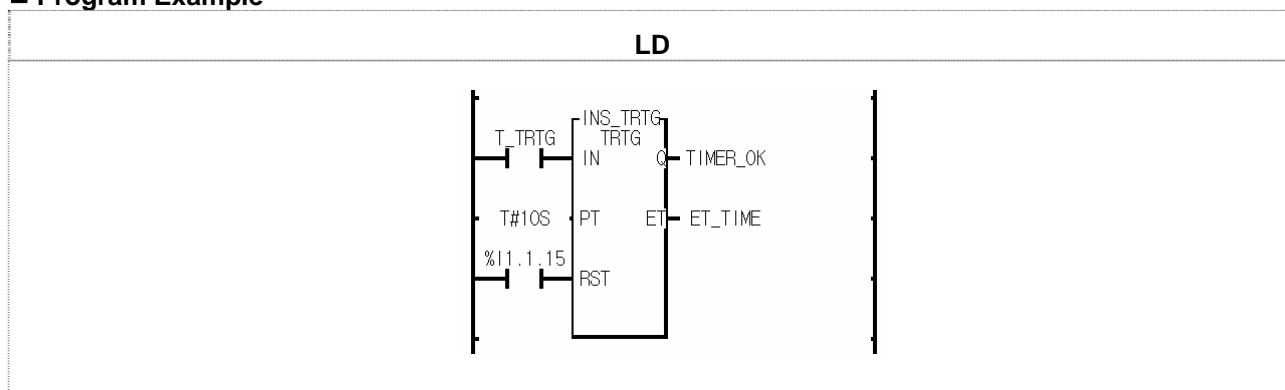 ■ Program Example
LD
INS_TRTG
T_TRTG TRTG
IN Q TIMER_OK
T#10S PT ET ET_TIME
%I1.1.15
RST